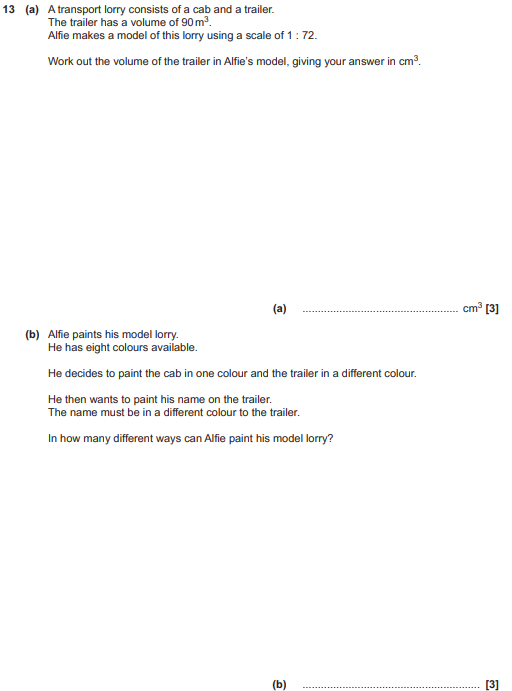 13 (a) A transport lorry consists of a cab and a trailer.
The trailer has a volume of 90 m³.
Alfie makes a model of this lorry using a scale of 1 : 72.
Work out the volume of the trailer in Alfie's model, giving your answer in cm³.
(a) ..................................................... cm³ [3]
(b) Alfie paints his model lorry.
He has eight colours available.
He decides to paint the cab in one colour and the trailer in a different colour.
He then wants to paint his name on the trailer.
The name must be in a different colour to the trailer.
In how many different ways can Alfie paint his model lorry?
(b) ............................................................ [3]